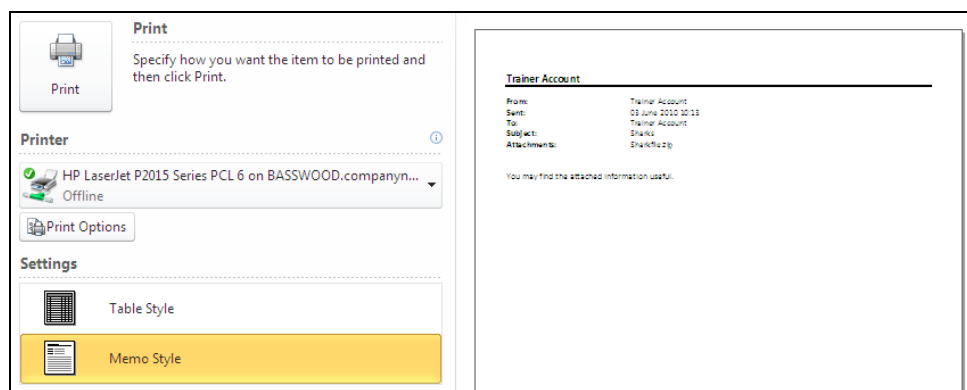 Print
Specify how you want the item to be printed and
then click Print.
Print
Printer
HP LaserJet P2015 Series PCL 6 on BASSWOOD.companyn...
Offline
Print Options
Settings
Table Style
Memo Style
Trainer Account
From: Trainer Account
Sent: 03 June 2010 10:13
To: Trainer Account
Subject: Sharks
Attachments: Sharkfile.zip
You may find the attached information useful.